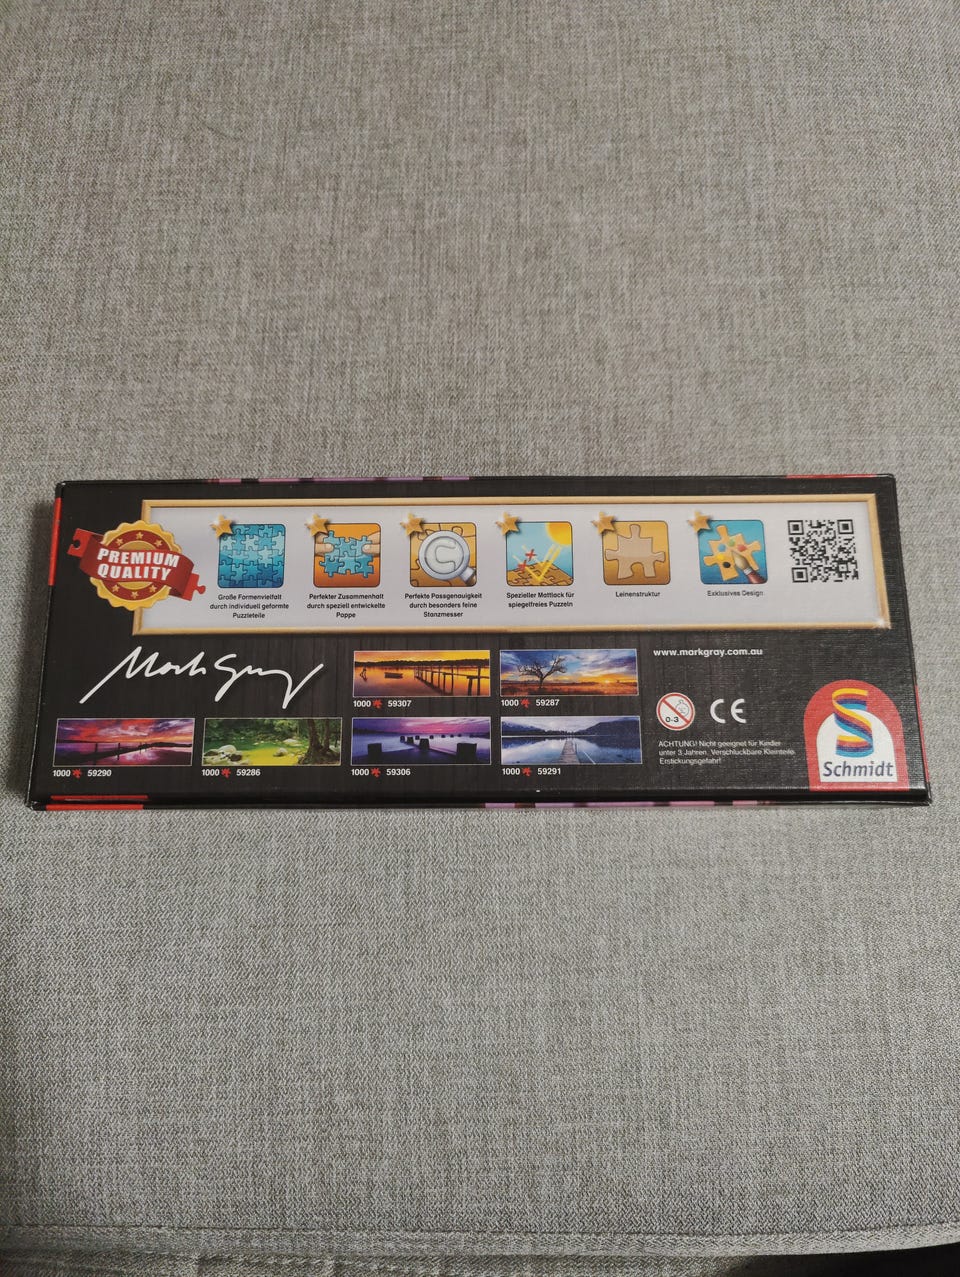 PREMIUM
QUALITY
Große Formenvielfalt
durch individuell geformte
Puzzleteile
Perfekter Zusammenhalt
durch speziell entwickelte
Pappe
Perfekte Passgenauigkeit
durch besonders feine
Stanzmesser
Spezieller Mattlack für
spiegelfreies Puzzeln
Leinenstruktur
Exklusives Design
Mark Gray
www.markgray.com.au
1000 59307
1000 59287
1000 59290
1000 59286
1000 59306
1000 59291
0-3
CE
ACHTUNG! Nicht geeignet für Kinder
unter 3 Jahren. Verschluckbare Kleinteile.
Erstickungsgefahr!
Schmidt